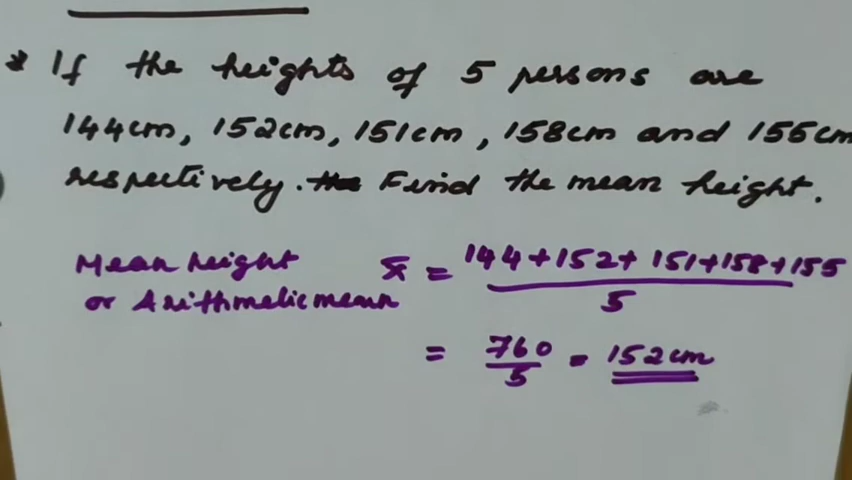 * If the heights of 5 persons are
144cm, 152cm, 151cm, 158cm and 155cm
respectively. Find the mean height.
Mean height x̄ = 144+152+151+158+155
or Arithmetic mean 5
= 760 = 152cm
5